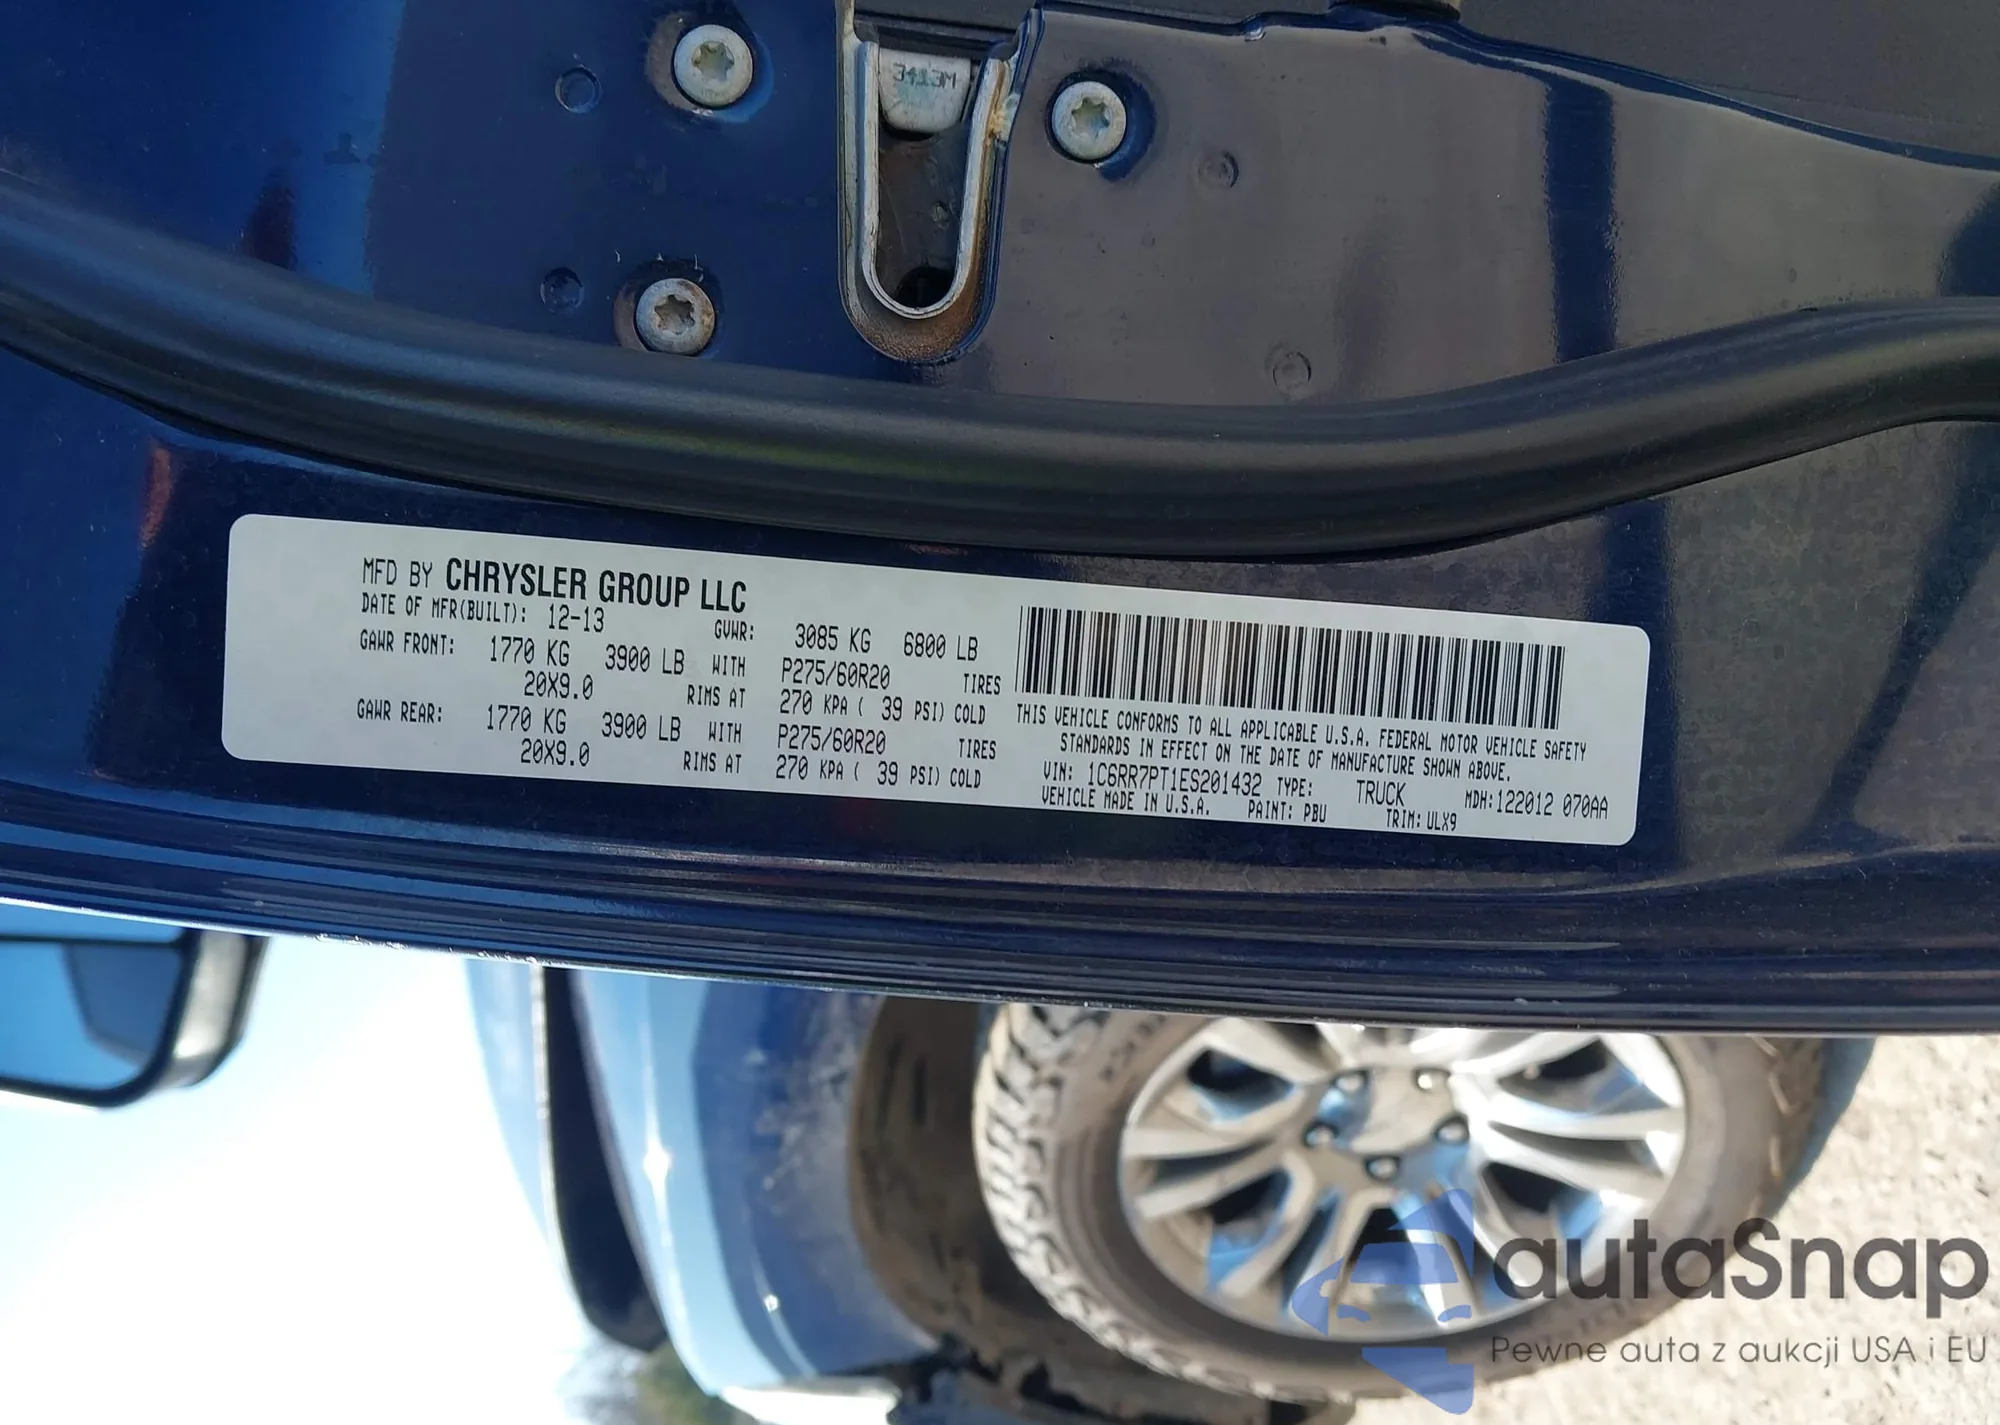 3413M
MFD BY CHRYSLER GROUP LLC
DATE OF MFR(BUILT): 12-13 GVWR: 3085 KG 6800 LB
GAWR FRONT: 1770 KG 3900 LB WITH P275/60R20 TIRES
20X9.0 RIMS AT 270 KPA ( 39 PSI) COLD
GAWR REAR: 1770 KG 3900 LB WITH P275/60R20 TIRES
20X9.0 RIMS AT 270 KPA ( 39 PSI) COLD
THIS VEHICLE CONFORMS TO ALL APPLICABLE U.S.A. FEDERAL MOTOR VEHICLE SAFETY
STANDARDS IN EFFECT ON THE DATE OF MANUFACTURE SHOWN ABOVE.
VIN: 1C6RR7PT1ES201432 TYPE: TRUCK MDH:122012 070AA
VEHICLE MADE IN U.S.A. PAINT: PBU TRIM: ULX9
autaSnap
Pewne auta z aukcji USA i EU